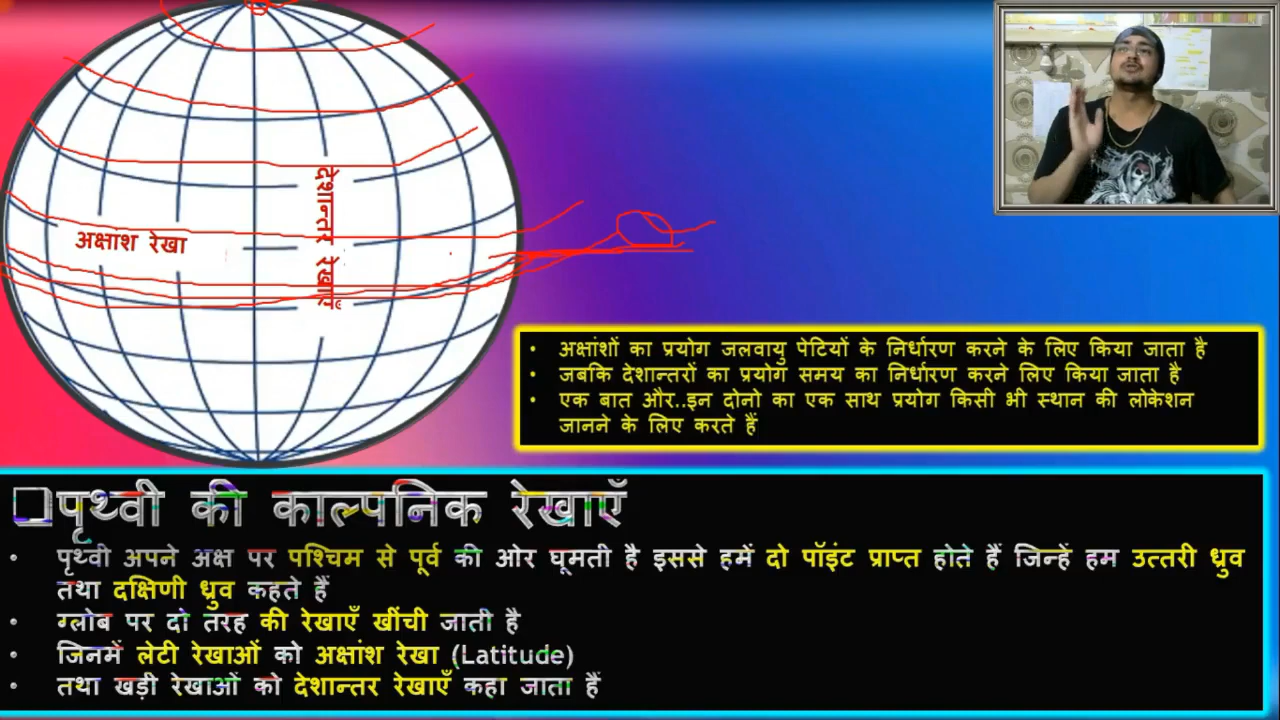 अक्षाश रेखा
देशान्तर रेखाएँ
• अक्षांशों का प्रयोग जलवायु पेटियों के निर्धारण करने के लिए किया जाता है
• जबकि देशान्तरों का प्रयोग समय का निर्धारण करने लिए किया जाता है
• एक बात और..इन दोनो का एक साथ प्रयोग किसी भी स्थान की लोकेशन
जानने के लिए करते हैं
❑पृथ्वी की काल्पनिक रेखाएँ
• पृथ्वी अपने अक्ष पर पश्चिम से पूर्व की ओर घूमती है इससे हमें दो पॉइंट प्राप्त होते हैं जिन्हें हम उत्तरी ध्रुव
तथा दक्षिणी ध्रुव कहते हैं
• ग्लोब पर दो तरह की रेखाएँ खींची जाती है
• जिनमें लेटी रेखाओं को अक्षांश रेखा (Latitude)
• तथा खड़ी रेखाओं को देशान्तर रेखाएँ कहा जाता हैं